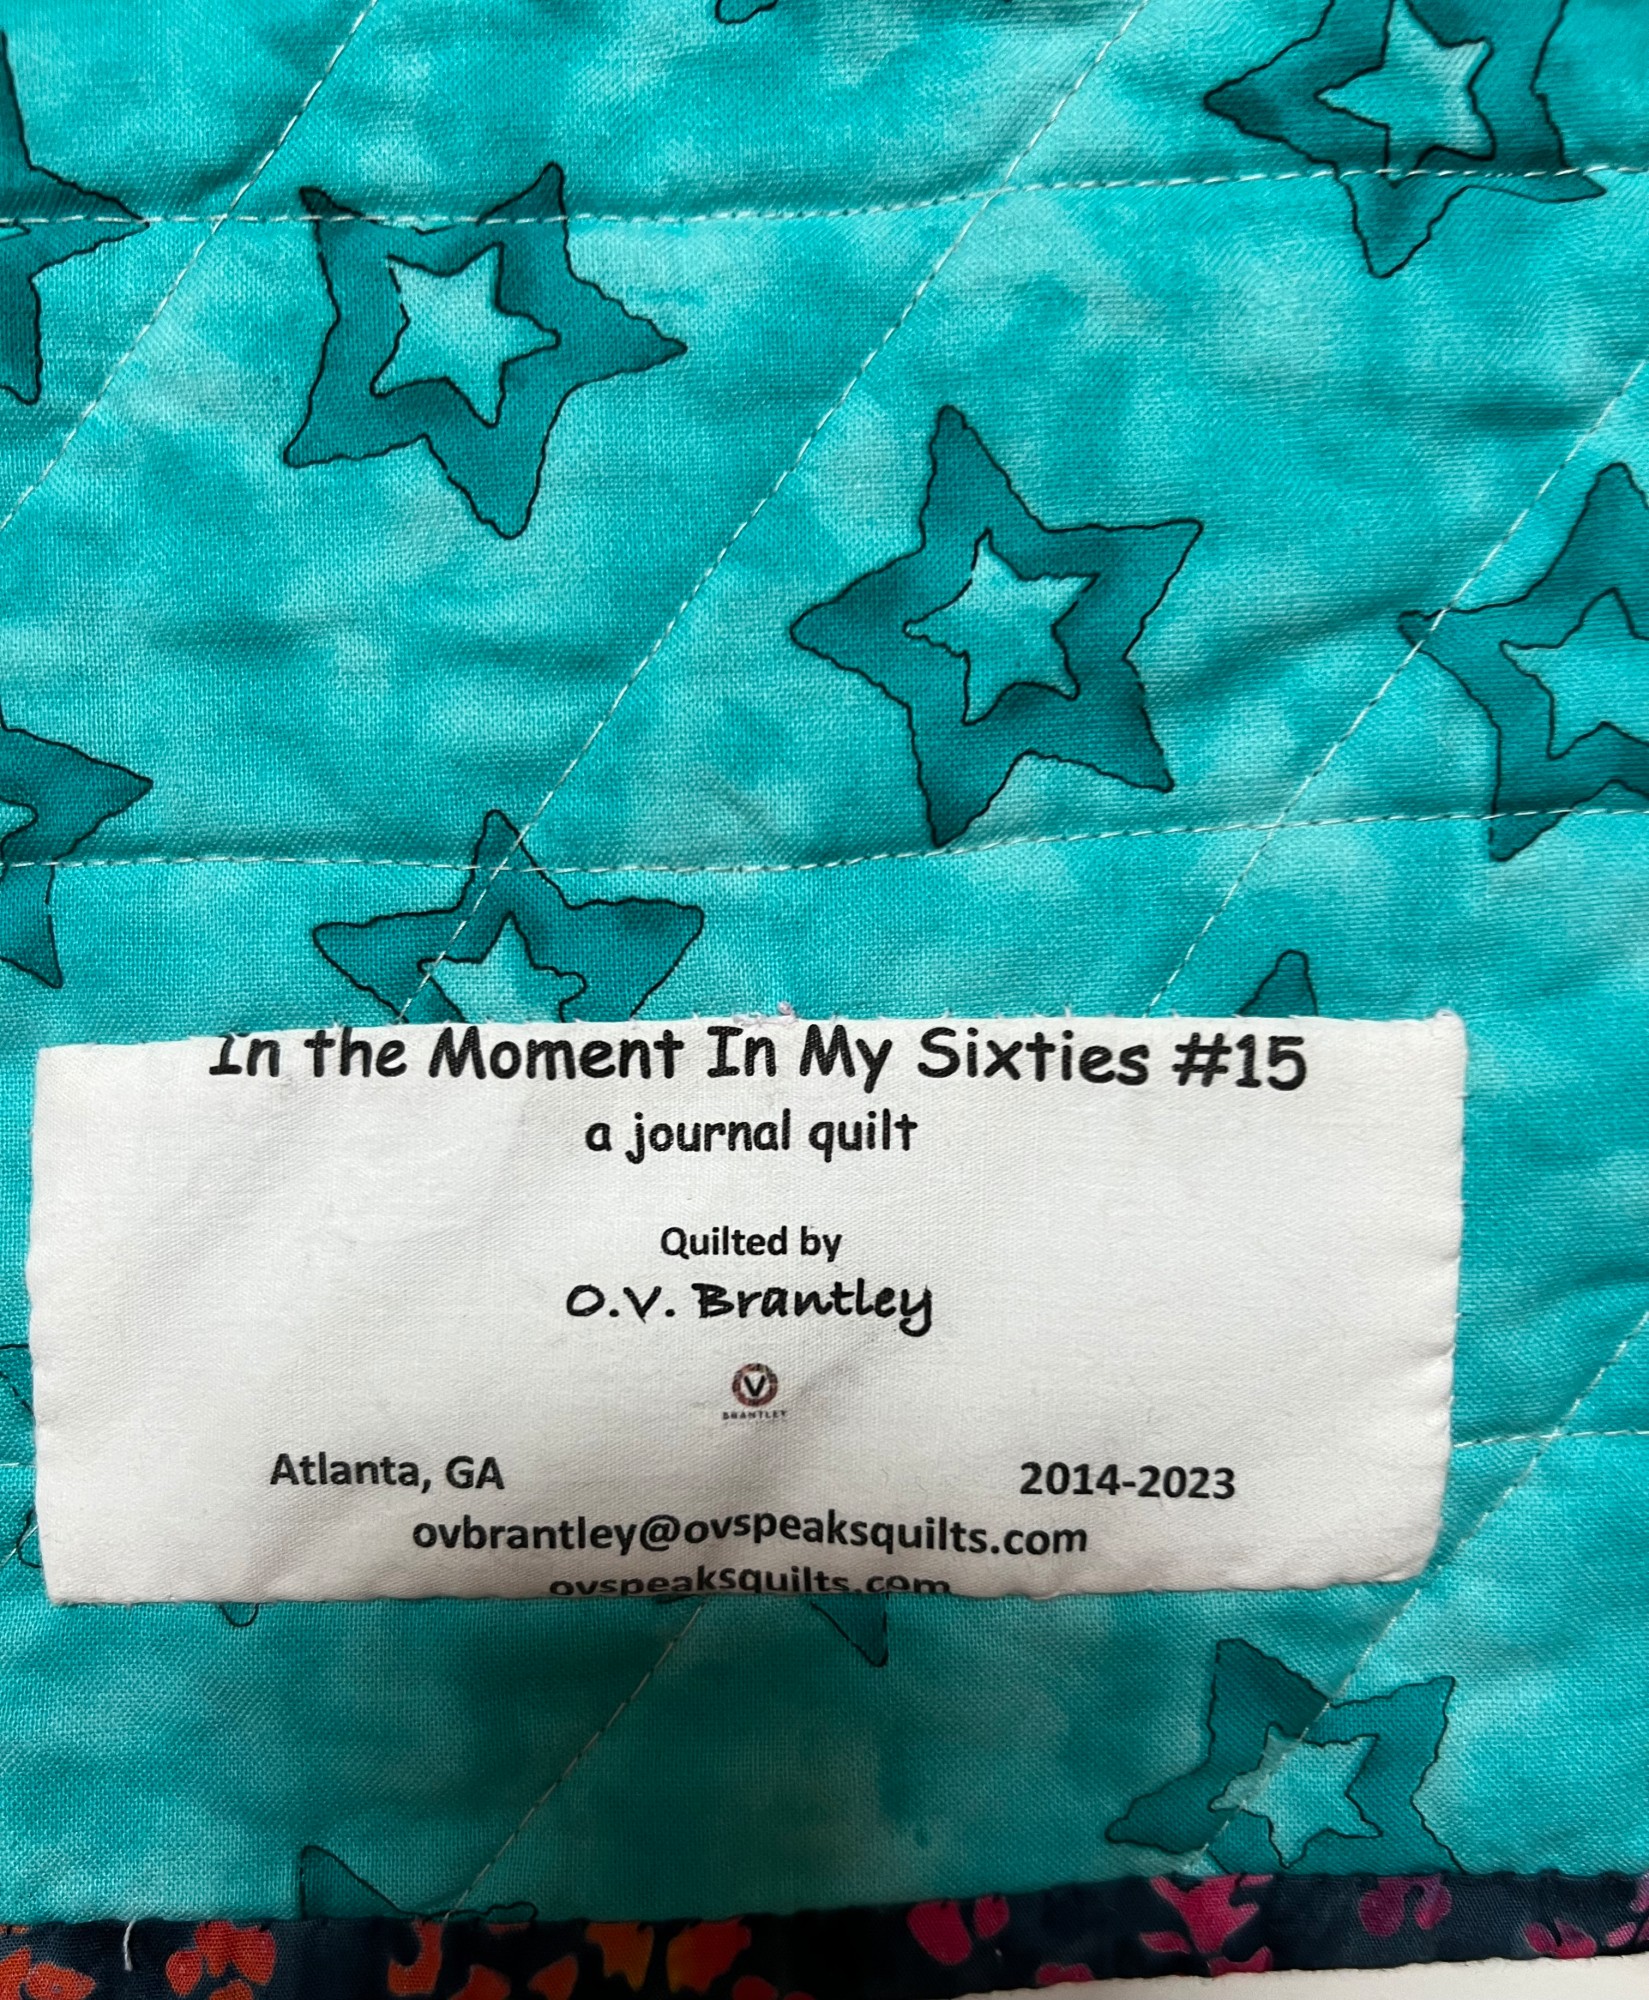 In the Moment In My Sixties #15
a journal quilt
Quilted by
O.V. Brantley
V
BRANTLEY
Atlanta, GA 2014-2023
ovbrantley@ovspeaksquilts.com
ovspeaksquilts.com